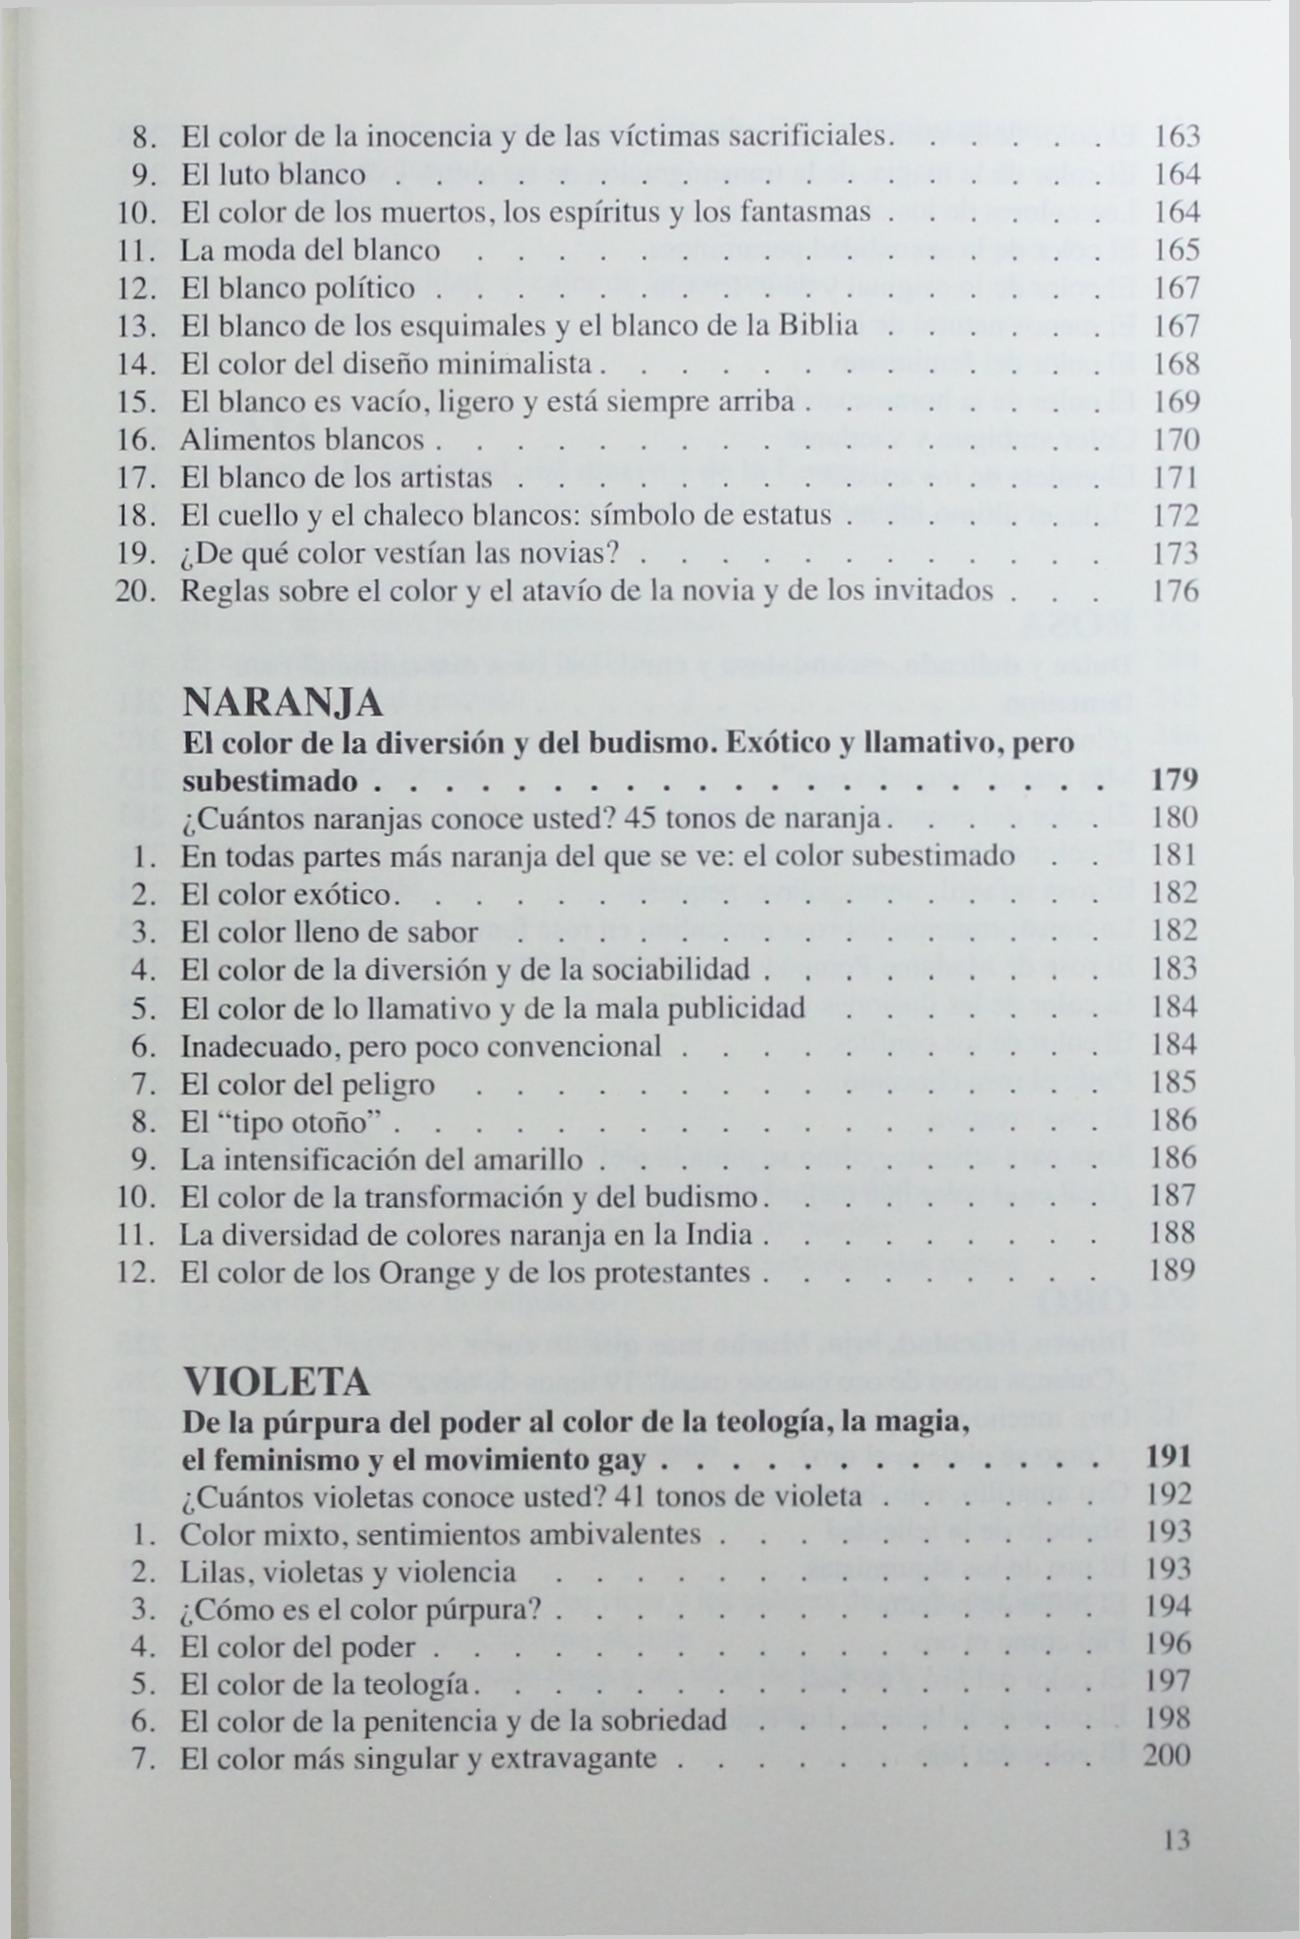 8. El color de la inocencia y de las víctimas sacrificiales. . . . . . 163
9. El luto blanco . . . . . . . . . . . . . . . . . . 164
10. El color de los muertos, los espíritus y los fantasmas . . . . . . 164
11. La moda del blanco . . . . . . . . . . . . . . . . 165
12. El blanco político . . . . . . . . . . . . . . . . . 167
13. El blanco de los esquimales y el blanco de la Biblia . . . . . . 167
14. El color del diseño minimalista . . . . . . . . . . . . . 168
15. El blanco es vacío, ligero y está siempre arriba . . . . . . . . 169
16. Alimentos blancos . . . . . . . . . . . . . . . . . 170
17. El blanco de los artistas . . . . . . . . . . . . . . . 171
18. El cuello y el chaleco blancos: símbolo de estatus . . . . . . . 172
19. ¿De qué color vestían las novias? . . . . . . . . . . . . 173
20. Reglas sobre el color y el atavío de la novia y de los invitados . . . 176
NARANJA
El color de la diversión y del budismo. Exótico y llamativo, pero
subestimado . . . . . . . . . . . . . . . . . . . . . 179
¿Cuántos naranjas conoce usted? 45 tonos de naranja . . . . . . 180
1. En todas partes más naranja del que se ve: el color subestimado . . 181
2. El color exótico. . . . . . . . . . . . . . . . . . 182
3. El color lleno de sabor . . . . . . . . . . . . . . . 182
4. El color de la diversión y de la sociabilidad . . . . . . . . . 183
5. El color de lo llamativo y de la mala publicidad . . . . . . . 184
6. Inadecuado, pero poco convencional . . . . . . . . . . . 184
7. El color del peligro . . . . . . . . . . . . . . . . 185
8. El “tipo otoño” . . . . . . . . . . . . . . . . . . 186
9. La intensificación del amarillo . . . . . . . . . . . . . 186
10. El color de la transformación y del budismo . . . . . . . . . 187
11. La diversidad de colores naranja en la India . . . . . . . . . 188
12. El color de los Orange y de los protestantes . . . . . . . . . 189
VIOLETA
De la púrpura del poder al color de la teología, la magia,
el feminismo y el movimiento gay . . . . . . . . . . . . . 191
¿Cuántos violetas conoce usted? 41 tonos de violeta . . . . . . 192
1. Color mixto, sentimientos ambivalentes . . . . . . . . . . 193
2. Lilas, violetas y violencia . . . . . . . . . . . . . . 193
3. ¿Cómo es el color púrpura? . . . . . . . . . . . . . . 194
4. El color del poder . . . . . . . . . . . . . . . . . 196
5. El color de la teología. . . . . . . . . . . . . . . . 197
6. El color de la penitencia y de la sobriedad . . . . . . . . . 198
7. El color más singular y extravagante . . . . . . . . . . . 200
13